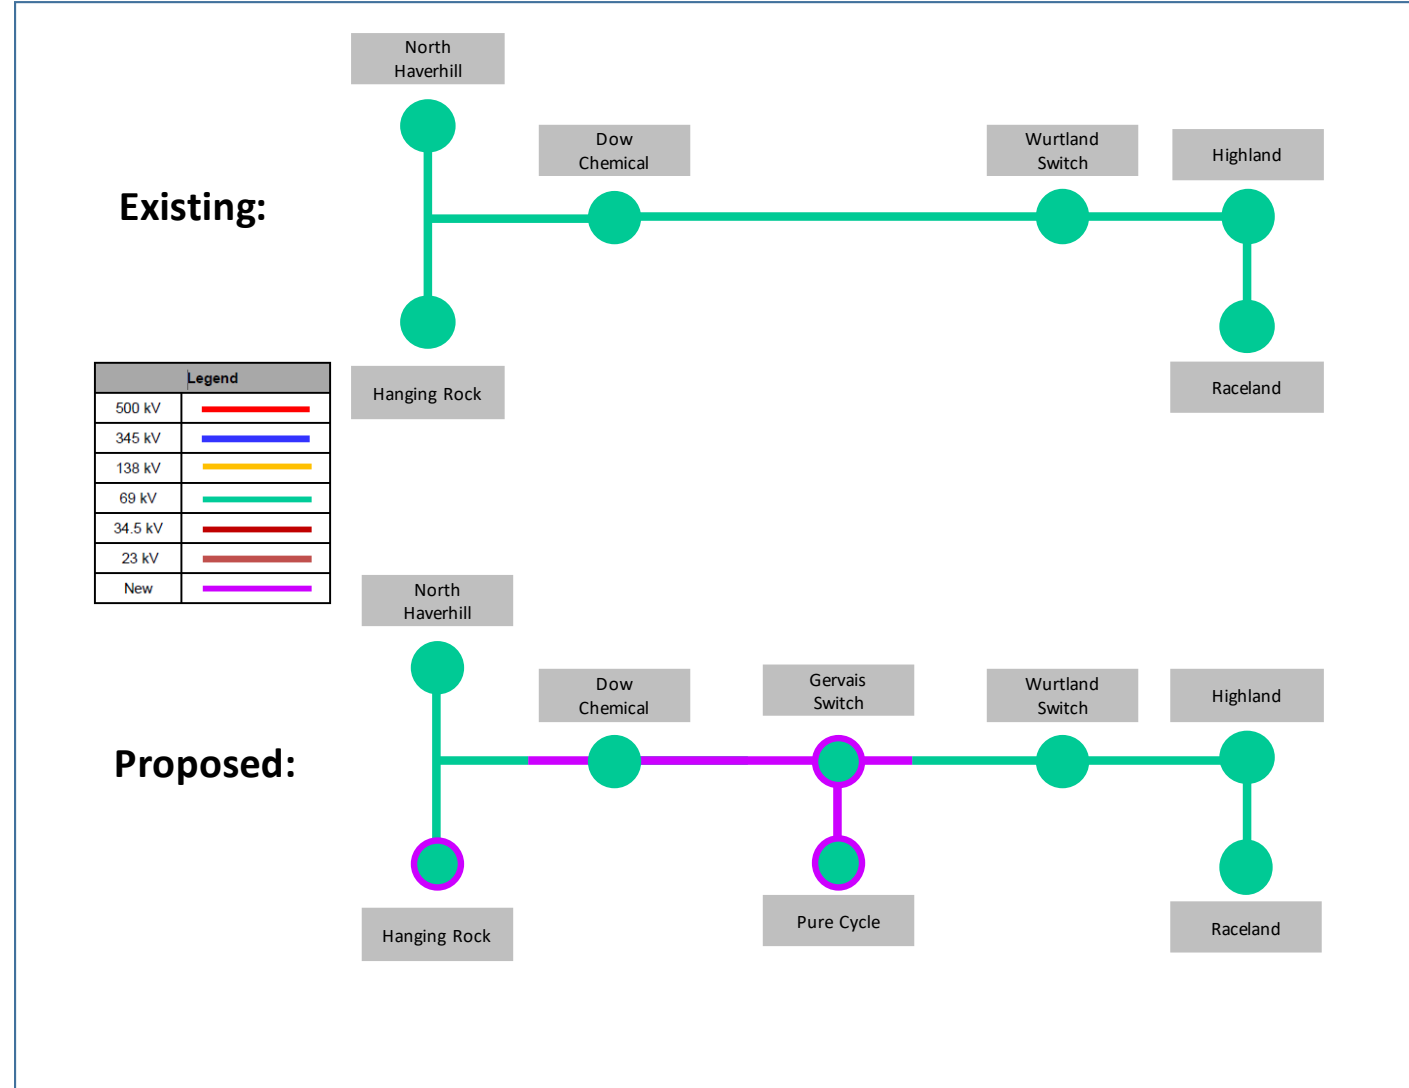 North
Haverhill
Dow
Chemical
Wurtland
Switch
Highland
Existing:
Hanging Rock
Raceland
Legend
500 kV
345 kV
138 kV
69 kV
34.5 kV
23 kV
New
North
Haverhill
Dow
Chemical
Gervais
Switch
Wurtland
Switch
Highland
Proposed:
Hanging Rock
Pure Cycle
Raceland